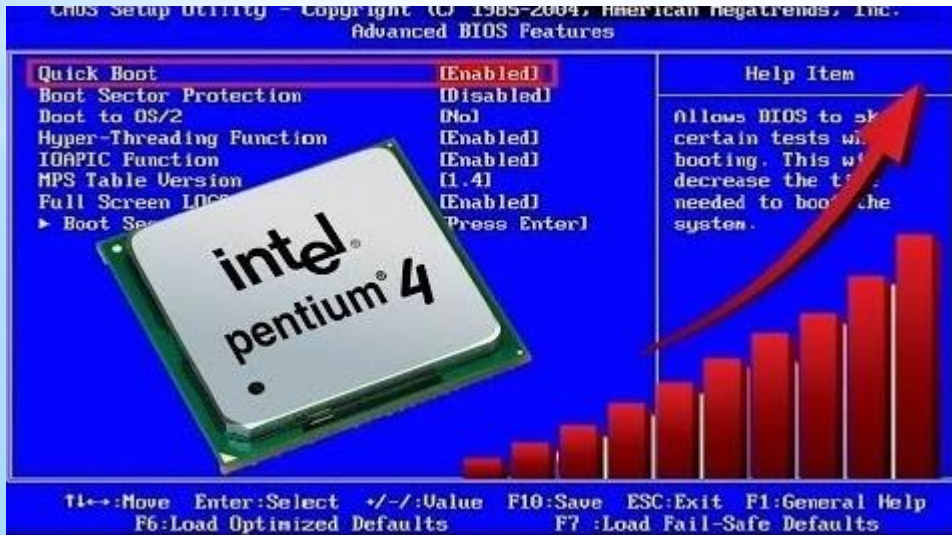 CMOS Setup Utility - Copyright (C) 1985-2004, American Megatrends, Inc.
Advanced BIOS Features
Quick Boot [Enabled]
Boot Sector Protection [Disabled]
Boot to OS/2 [No]
Hyper-Threading Function [Enabled]
IOAPIC Function [Enabled]
MPS Table Version [1.4]
Full Screen [Enabled]
► Boot [Press Enter]
Help Item
Allows BIOS to
certain tests
booting. This
decrease the
needed to boot the
system.
intel
pentium® 4
↑↓←→:Move Enter:Select +/-/:Value F10:Save ESC:Exit F1:General Help
F6:Load Optimized Defaults F7 :Load Fail-Safe Defaults